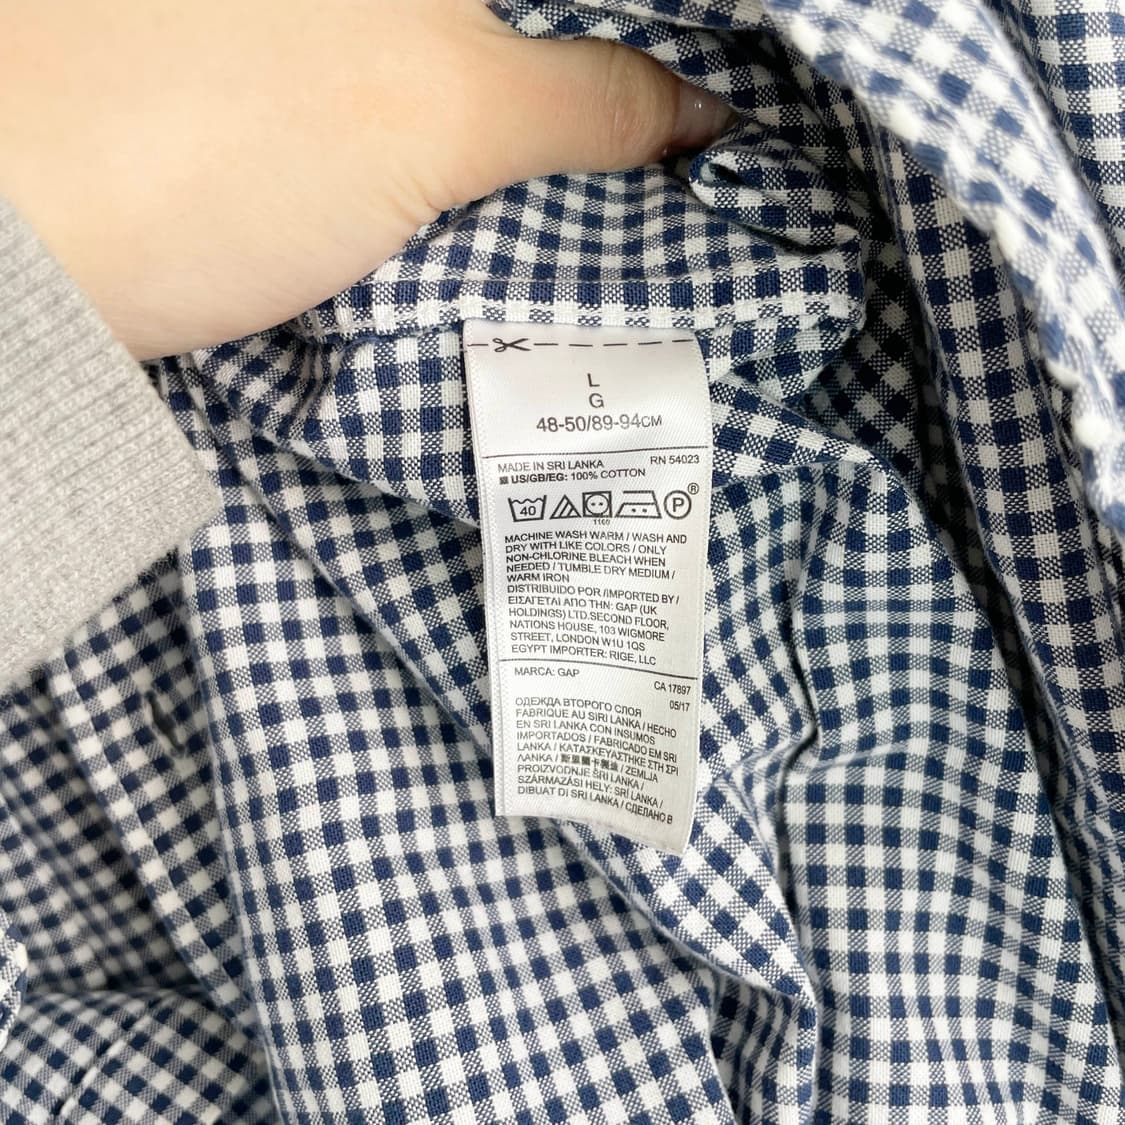 L
G
48-50/89-94CM
MADE IN SRI LANKA RN 54023
US/GB/EG: 100% COTTON
40 P®
1160
MACHINE WASH WARM / WASH AND
DRY WITH LIKE COLORS / ONLY
NON-CHLORINE BLEACH WHEN
NEEDED / TUMBLE DRY MEDIUM /
WARM IRON
DISTRIBUIDO POR /IMPORTED BY /
ΕΙΣΑΓΕΤΑΙ ΑΠΟ ΤΗΝ: GAP (UK
HOLDINGS) LTD.SECOND FLOOR,
NATIONS HOUSE, 103 WIGMORE
STREET, LONDON W1U 1QS
EGYPT IMPORTER: RIGE, LLC
MARCA: GAP CA 17897
05/17
ОДЕЖДА ВТОРОГО СЛОЯ
FABRIQUE AU SIRI LANKA / HECHO
EN SRI LANKA CON INSUMOS
IMPORTADOS / FABRICADO EM SRI
LANKA / ΚΑΤΑΣΚΕΥΑΣΤΗΚΕ ΣΤΗ ΣΡΙ
ΛΑΝΚΑ / / ZEMLJA
PROIZVODNJE ŠRI LANKA /
SZÁRMAZÁSI HELY: SRÍ LANKA /
DIBUAT DI SRI LANKA / СДЕЛАНО В